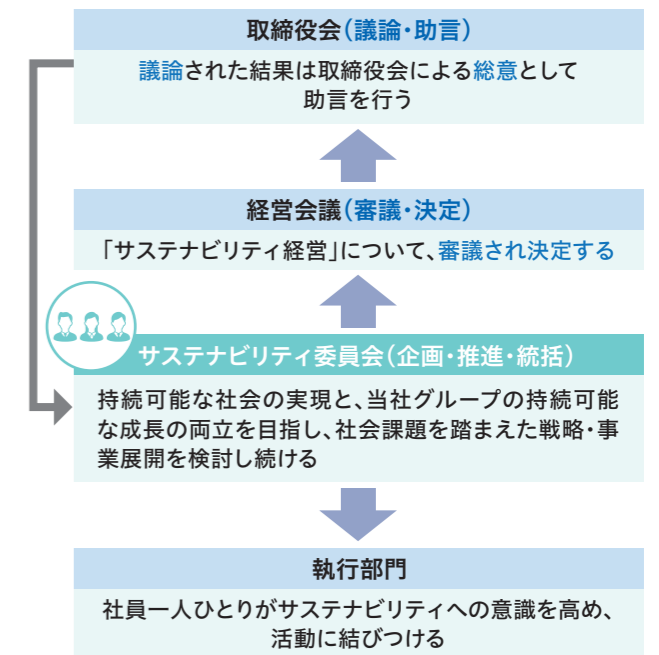 取締役会(議論・助言)
議論された結果は取締役会による総意として
助言を行う
経営会議(審議・決定)
「サステナビリティ経営」について、審議され決定する
サステナビリティ委員会(企画・推進・統括)
持続可能な社会の実現と、当社グループの持続可能
な成長の両立を目指し、社会課題を踏まえた戦略・事
業展開を検討し続ける
執行部門
社員一人ひとりがサステナビリティへの意識を高め、
活動に結びつける